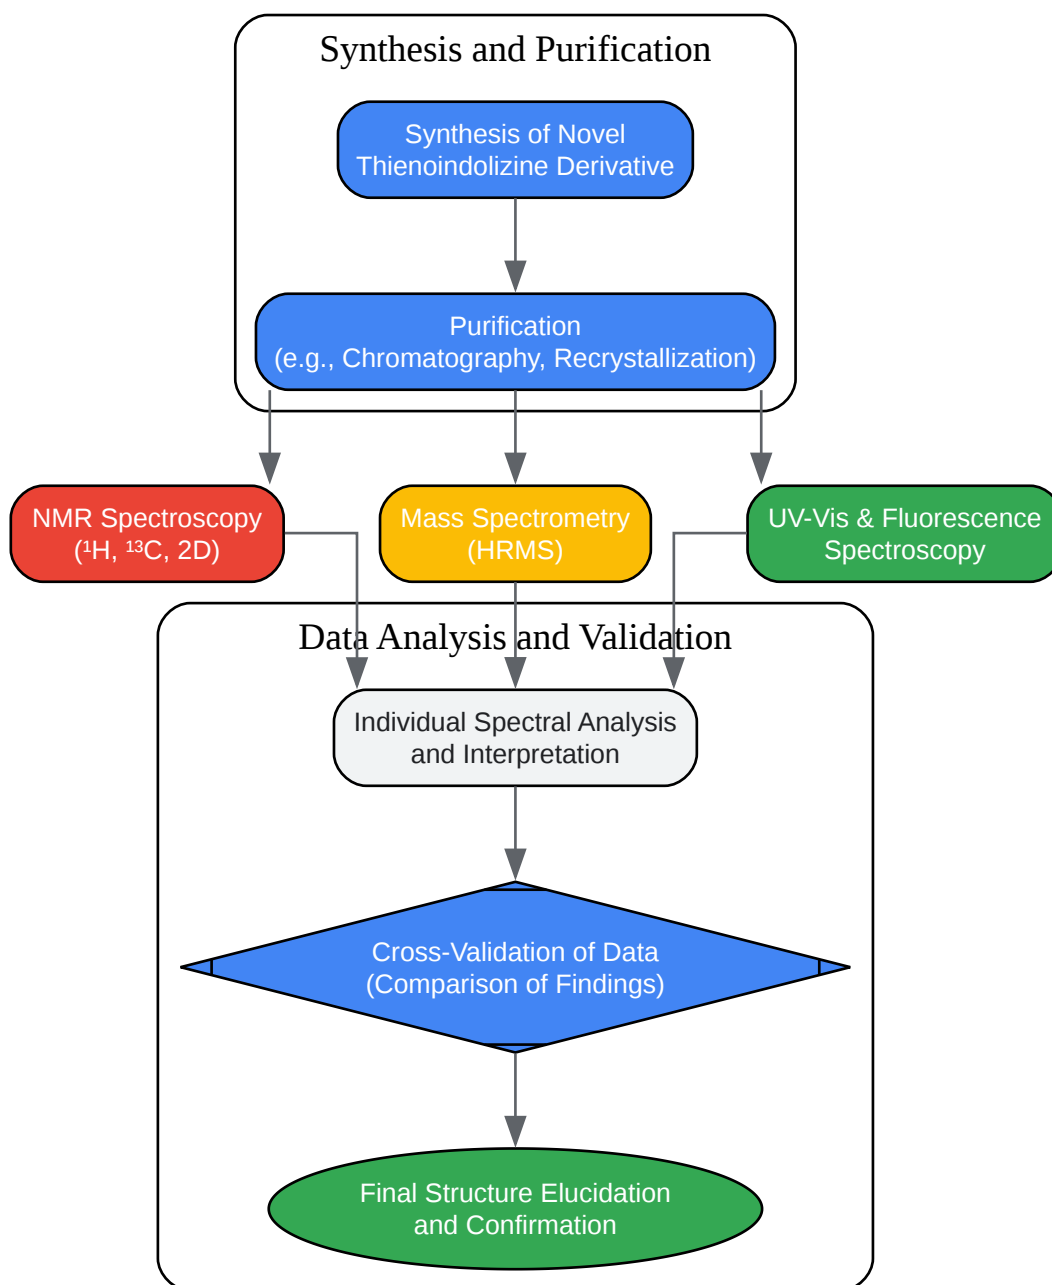 Synthesis and Purification
Synthesis of Novel
Thienoindolizine Derivative
Purification
(e.g., Chromatography, Recrystallization)
NMR Spectroscopy
(¹H, ¹³C, 2D)
Mass Spectrometry
(HRMS)
UV-Vis & Fluorescence
Spectroscopy
Data Analysis and Validation
Individual Spectral Analysis
and Interpretation
Cross-Validation of Data
(Comparison of Findings)
Final Structure Elucidation
and Confirmation